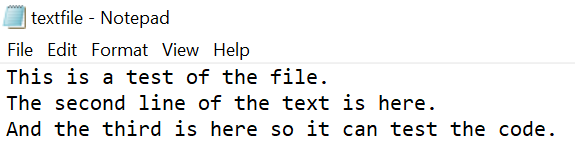 textfile - Notepad
File Edit Format View Help
This is a test of the file.
The second line of the text is here.
And the third is here so it can test the code.